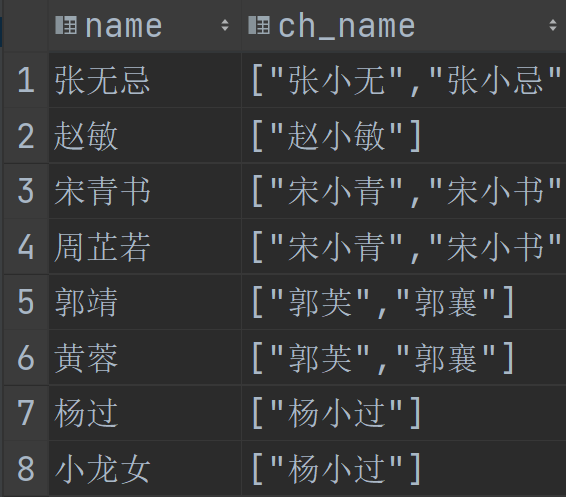 name ch_name
1 张无忌 ["张小无","张小忌"
2 赵敏 ["赵小敏"]
3 宋青书 ["宋小青","宋小书"
4 周芷若 ["宋小青","宋小书"
5 郭靖 ["郭芙","郭襄"]
6 黄蓉 ["郭芙","郭襄"]
7 杨过 ["杨小过"]
8 小龙女 ["杨小过"]